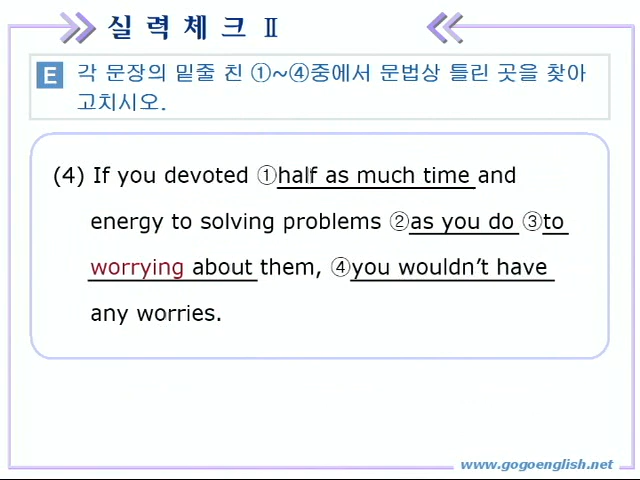 실 력 체 크 Ⅱ
E 각 문장의 밑줄 친 ①~④중에서 문법상 틀린 곳을 찾아
고치시오.
(4) If you devoted ①half as much time and
energy to solving problems ②as you do ③to
worrying about them, ④you wouldn't have
any worries.
www.gogoenglish.net